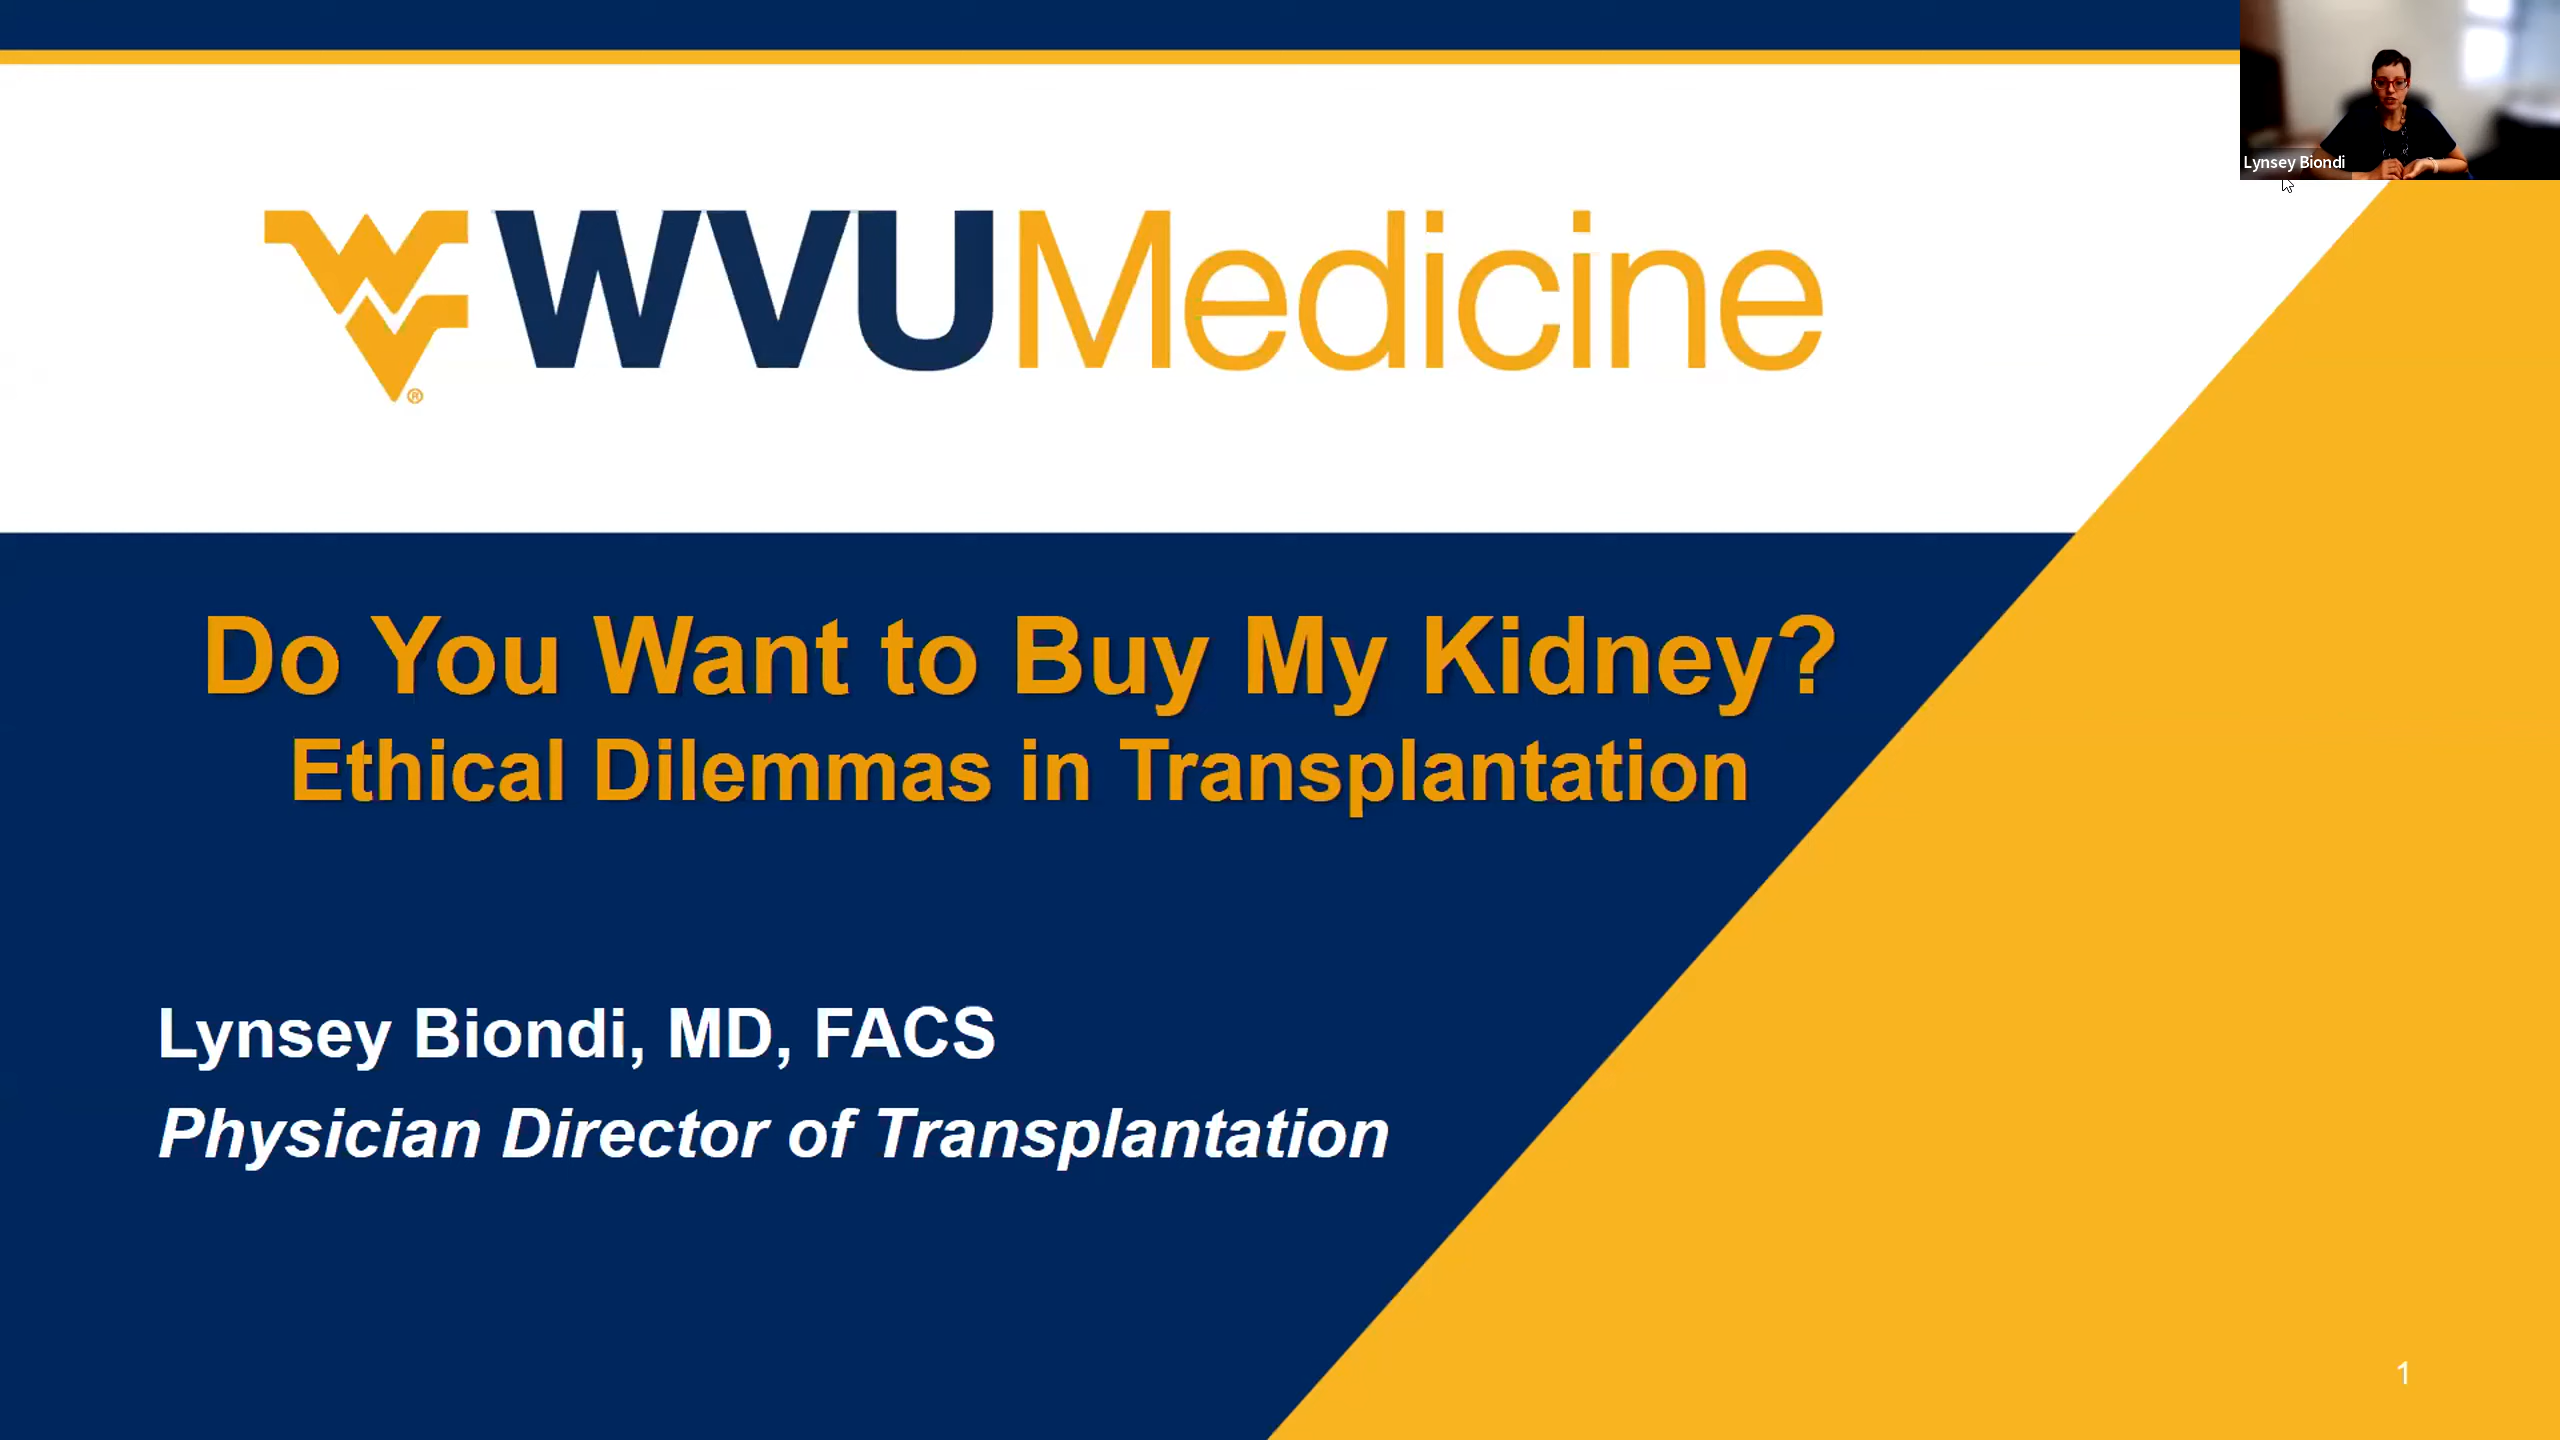 Lynsey Biondi
WVUMedicine
®
Do You Want to Buy My Kidney?
Ethical Dilemmas in Transplantation
Lynsey Biondi, MD, FACS
Physician Director of Transplantation
1